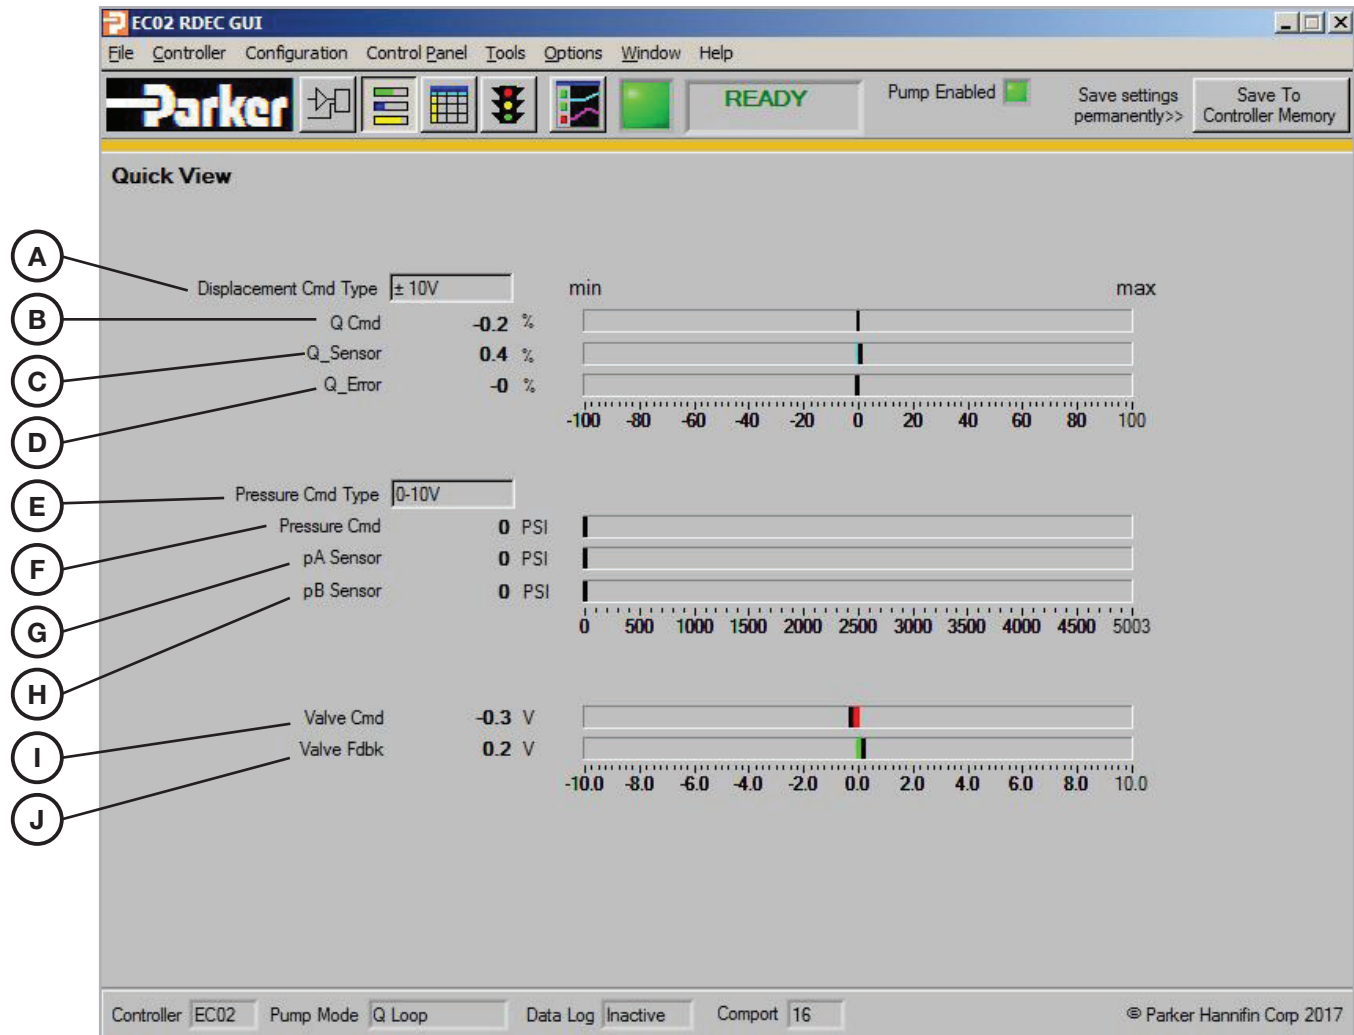 EC02 RDEC GUI
File Controller Configuration Control Panel Tools Options Window Help
Parker READY Pump Enabled Save settings permanently>> Save To Controller Memory
Quick View
A
Displacement Cmd Type ± 10V min max
B
Q Cmd -0.2 %
C
Q_Sensor 0.4 %
D
Q_Error -0 %
-100 -80 -60 -40 -20 0 20 40 60 80 100
E
Pressure Cmd Type 0-10V
F
Pressure Cmd 0 PSI
G
pA Sensor 0 PSI
H
pB Sensor 0 PSI
0 500 1000 1500 2000 2500 3000 3500 4000 4500 5003
I
Valve Cmd -0.3 V
J
Valve Fdbk 0.2 V
-10.0 -8.0 -6.0 -4.0 -2.0 0.0 2.0 4.0 6.0 8.0 10.0
Controller EC02 Pump Mode Q Loop Data Log Inactive Comport 16 © Parker Hannifin Corp 2017